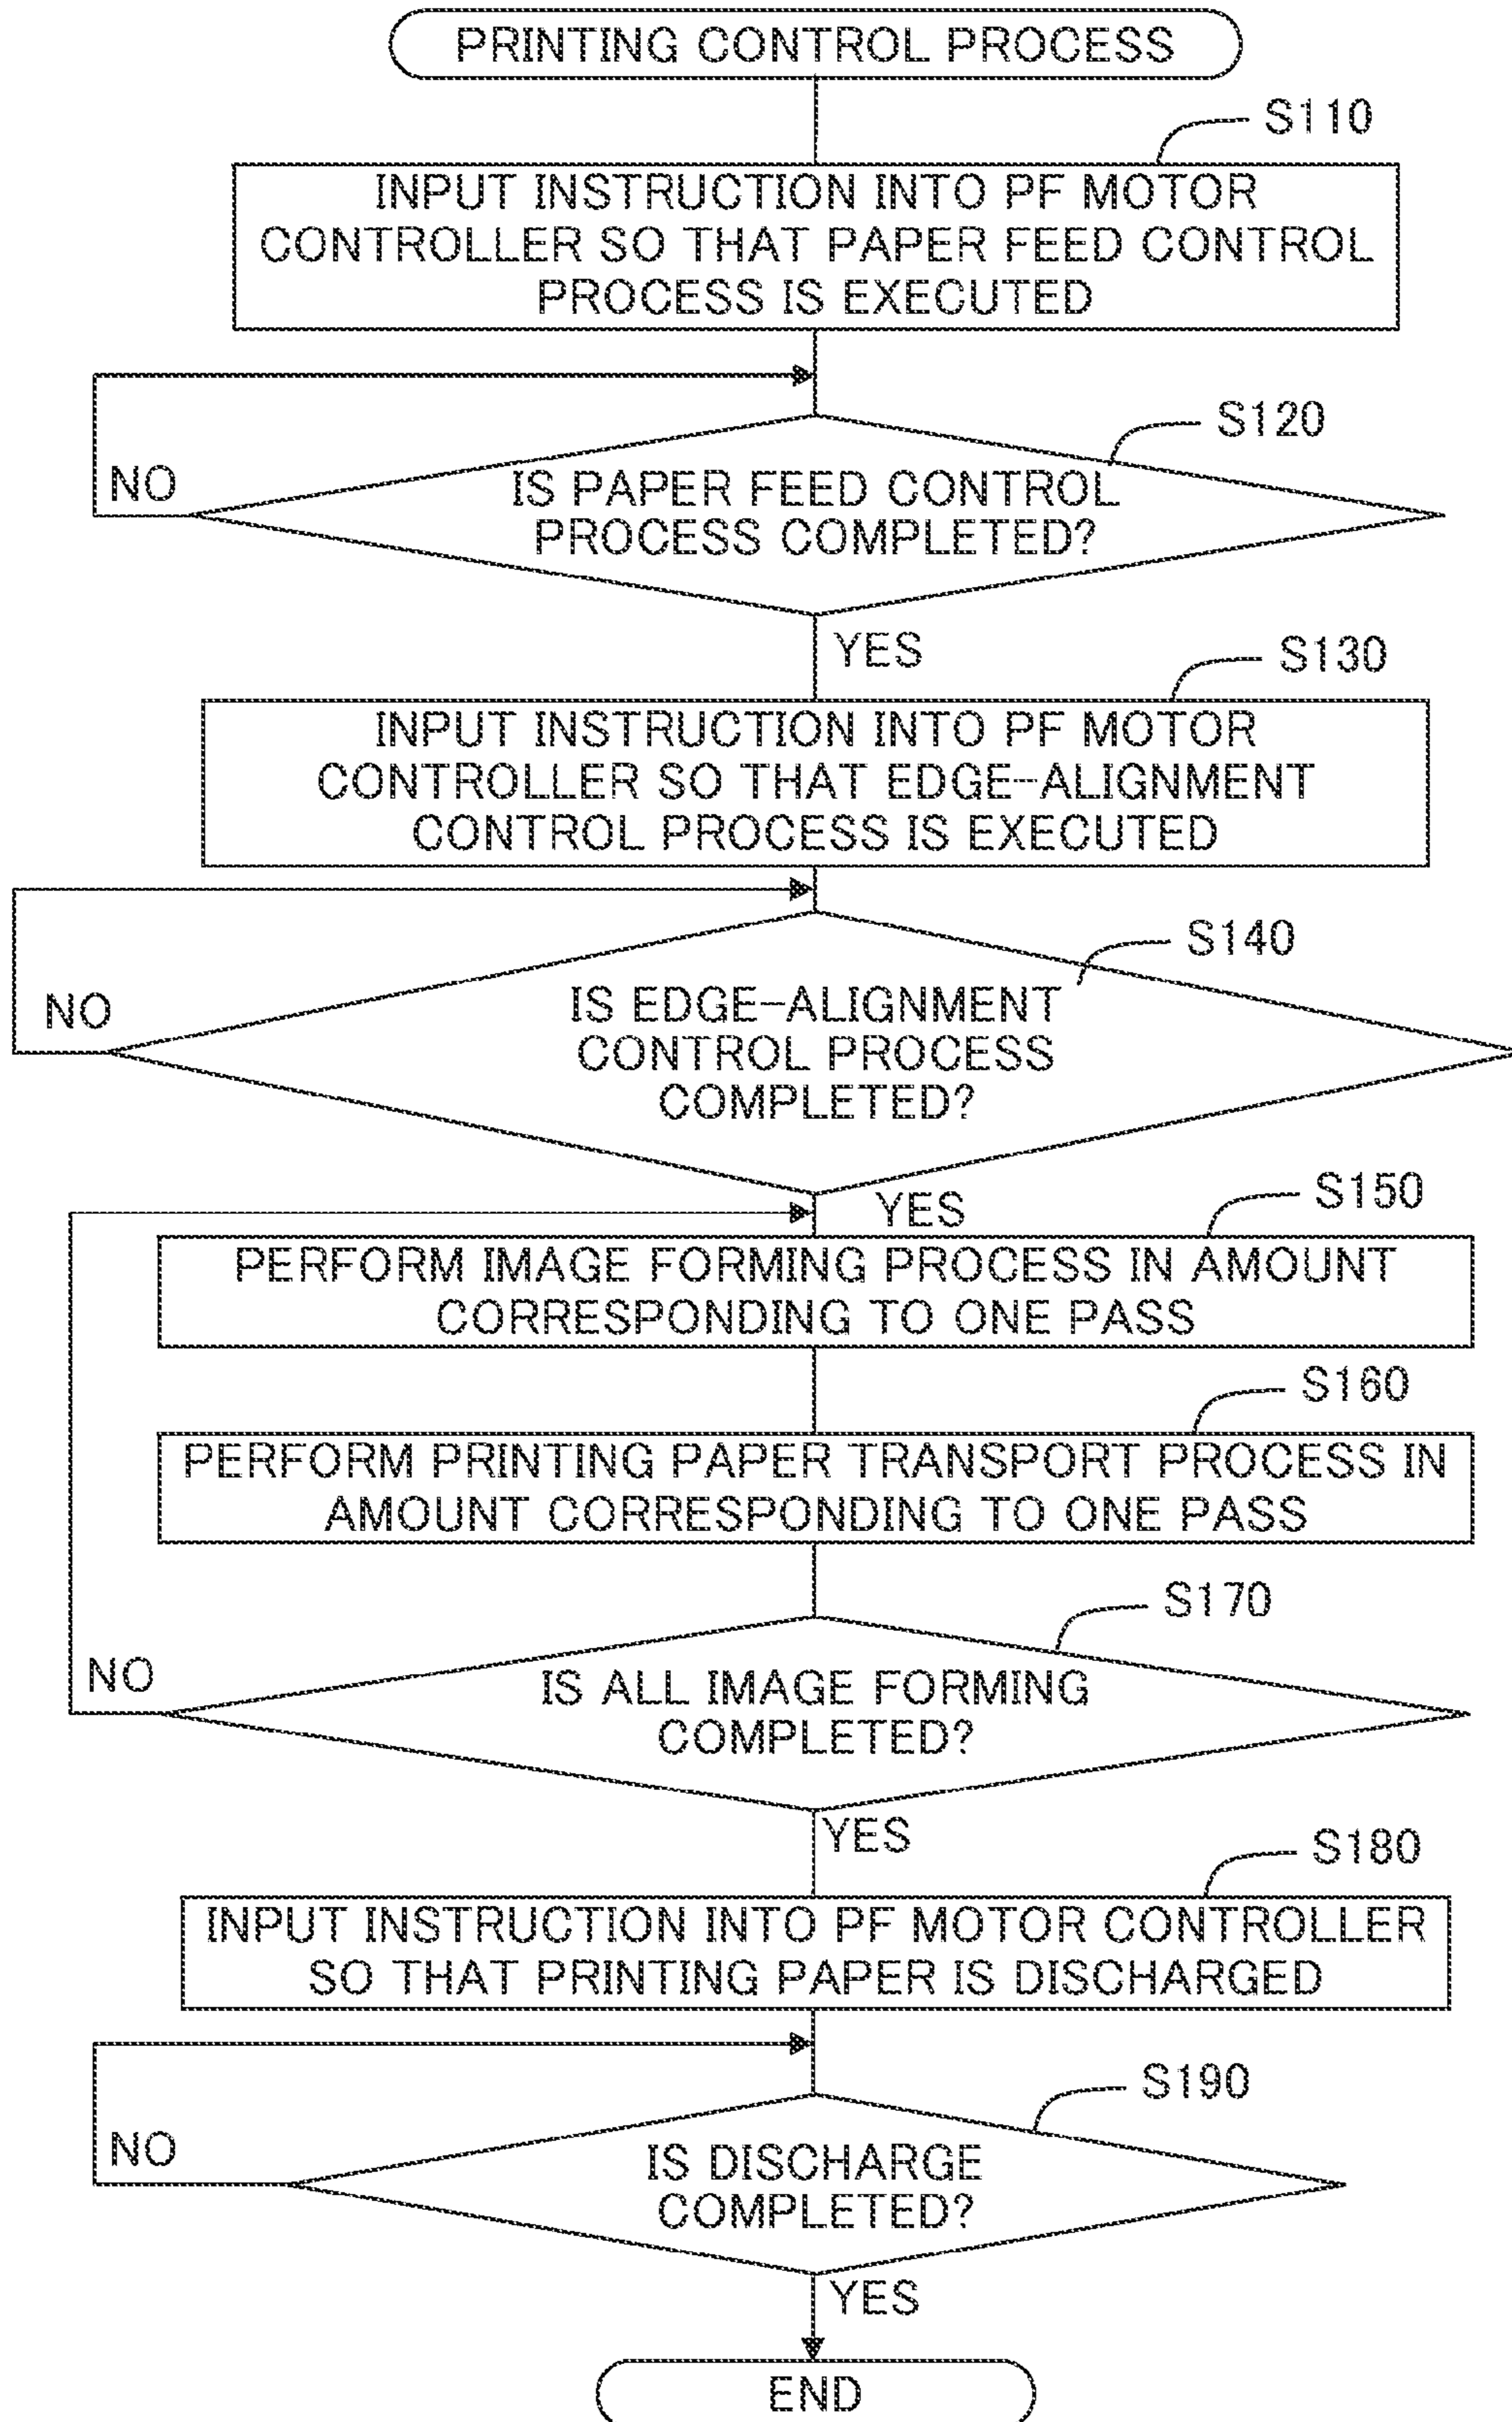 PRINTING CONTROL PROCESS
S110
INPUT INSTRUCTION INTO PF MOTOR
CONTROLLER SO THAT PAPER FEED CONTROL
PROCESS IS EXECUTED
S120
NO
IS PAPER FEED CONTROL
PROCESS COMPLETED?
YES
S130
INPUT INSTRUCTION INTO PF MOTOR
CONTROLLER SO THAT EDGE-ALIGNMENT
CONTROL PROCESS IS EXECUTED
S140
NO
IS EDGE-ALIGNMENT
CONTROL PROCESS
COMPLETED?
YES
S150
PERFORM IMAGE FORMING PROCESS IN AMOUNT
CORRESPONDING TO ONE PASS
S160
PERFORM PRINTING PAPER TRANSPORT PROCESS IN
AMOUNT CORRESPONDING TO ONE PASS
S170
NO
IS ALL IMAGE FORMING
COMPLETED?
YES
S180
INPUT INSTRUCTION INTO PF MOTOR CONTROLLER
SO THAT PRINTING PAPER IS DISCHARGED
S190
NO
IS DISCHARGE
COMPLETED?
YES
END